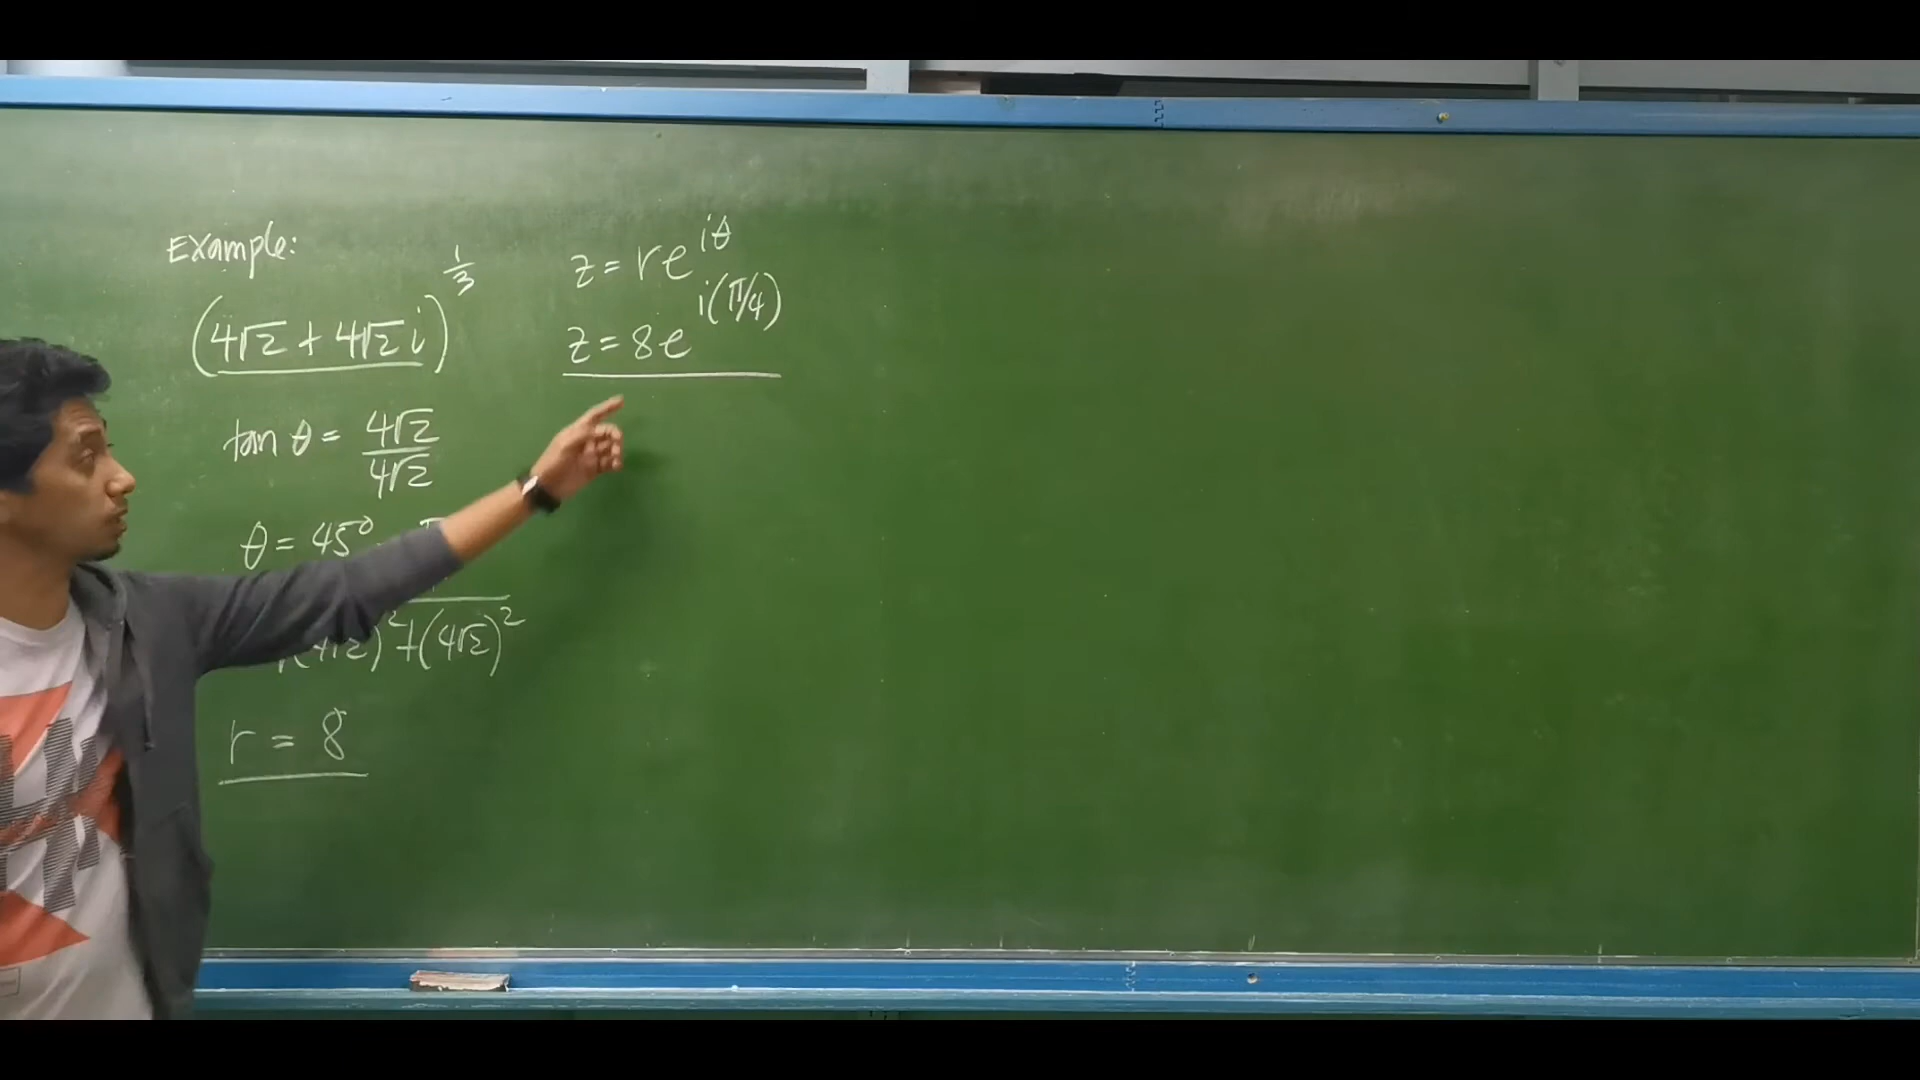 Example:
(4√2 + 4√2 i)^(1/3)
tan θ = 4√2 / 4√2
θ = 45°
(4√2)² + (4√2)²
r = 8
z = re^(iθ)
z = 8e^(i(π/4))